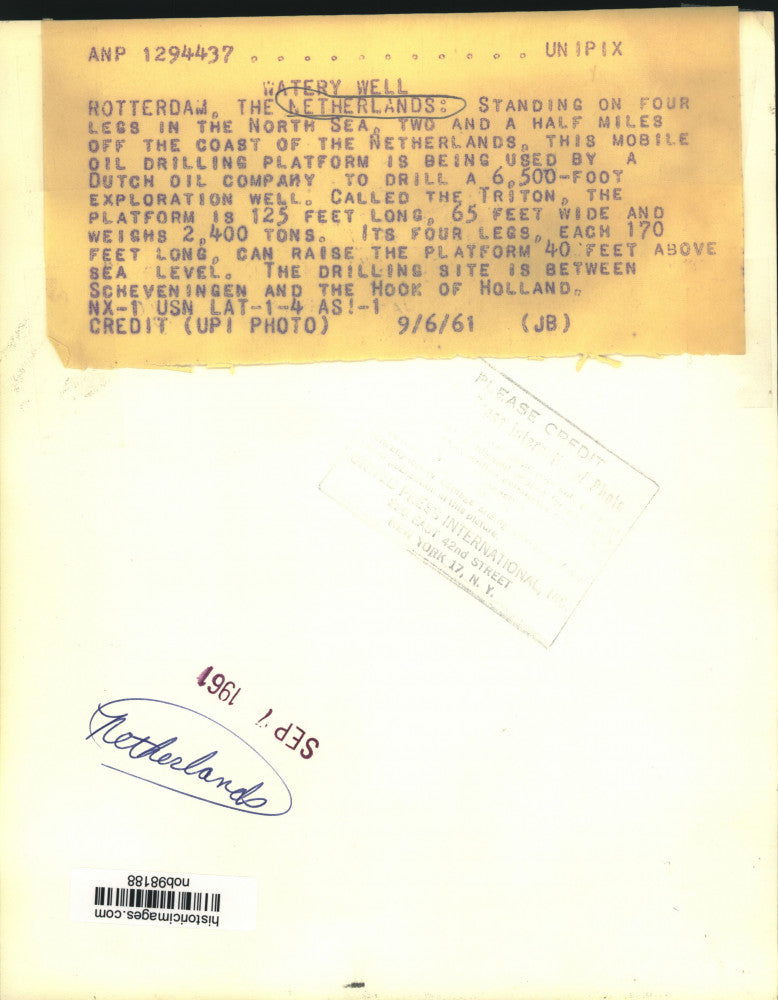 ANP 1294437 . . . . . . . . . . . UNIPIX
WATERY WELL
ROTTERDAM, THE NETHERLANDS: STANDING ON FOUR
LEGS IN THE NORTH SEA, TWO AND A HALF MILES
OFF THE COAST OF THE NETHERLANDS, THIS MOBILE
OIL DRILLING PLATFORM IS BEING USED BY A
DUTCH OIL COMPANY TO DRILL A 6,500-FOOT
EXPLORATION WELL. CALLED THE TRITON, THE
PLATFORM IS 125 FEET LONG, 65 FEET WIDE AND
WEIGHS 2,400 TONS. ITS FOUR LEGS, EACH 170
FEET LONG, CAN RAISE THE PLATFORM 40 FEET ABOVE
SEA LEVEL. THE DRILLING SITE IS BETWEEN
SCHEVENINGEN AND THE HOOK OF HOLLAND.
NX-1 USN LAT-1-4 AS!-1
CREDIT (UPI PHOTO) 9/6/61 (JB)
PLEASE CREDIT
Photo
this picture.
UNITED PRESS INTERNATIONAL, INC.
EAST 42nd STREET
NEW YORK 17, N. Y.
SEP 7 1961
Netherlands
historicimages.com
nob98188